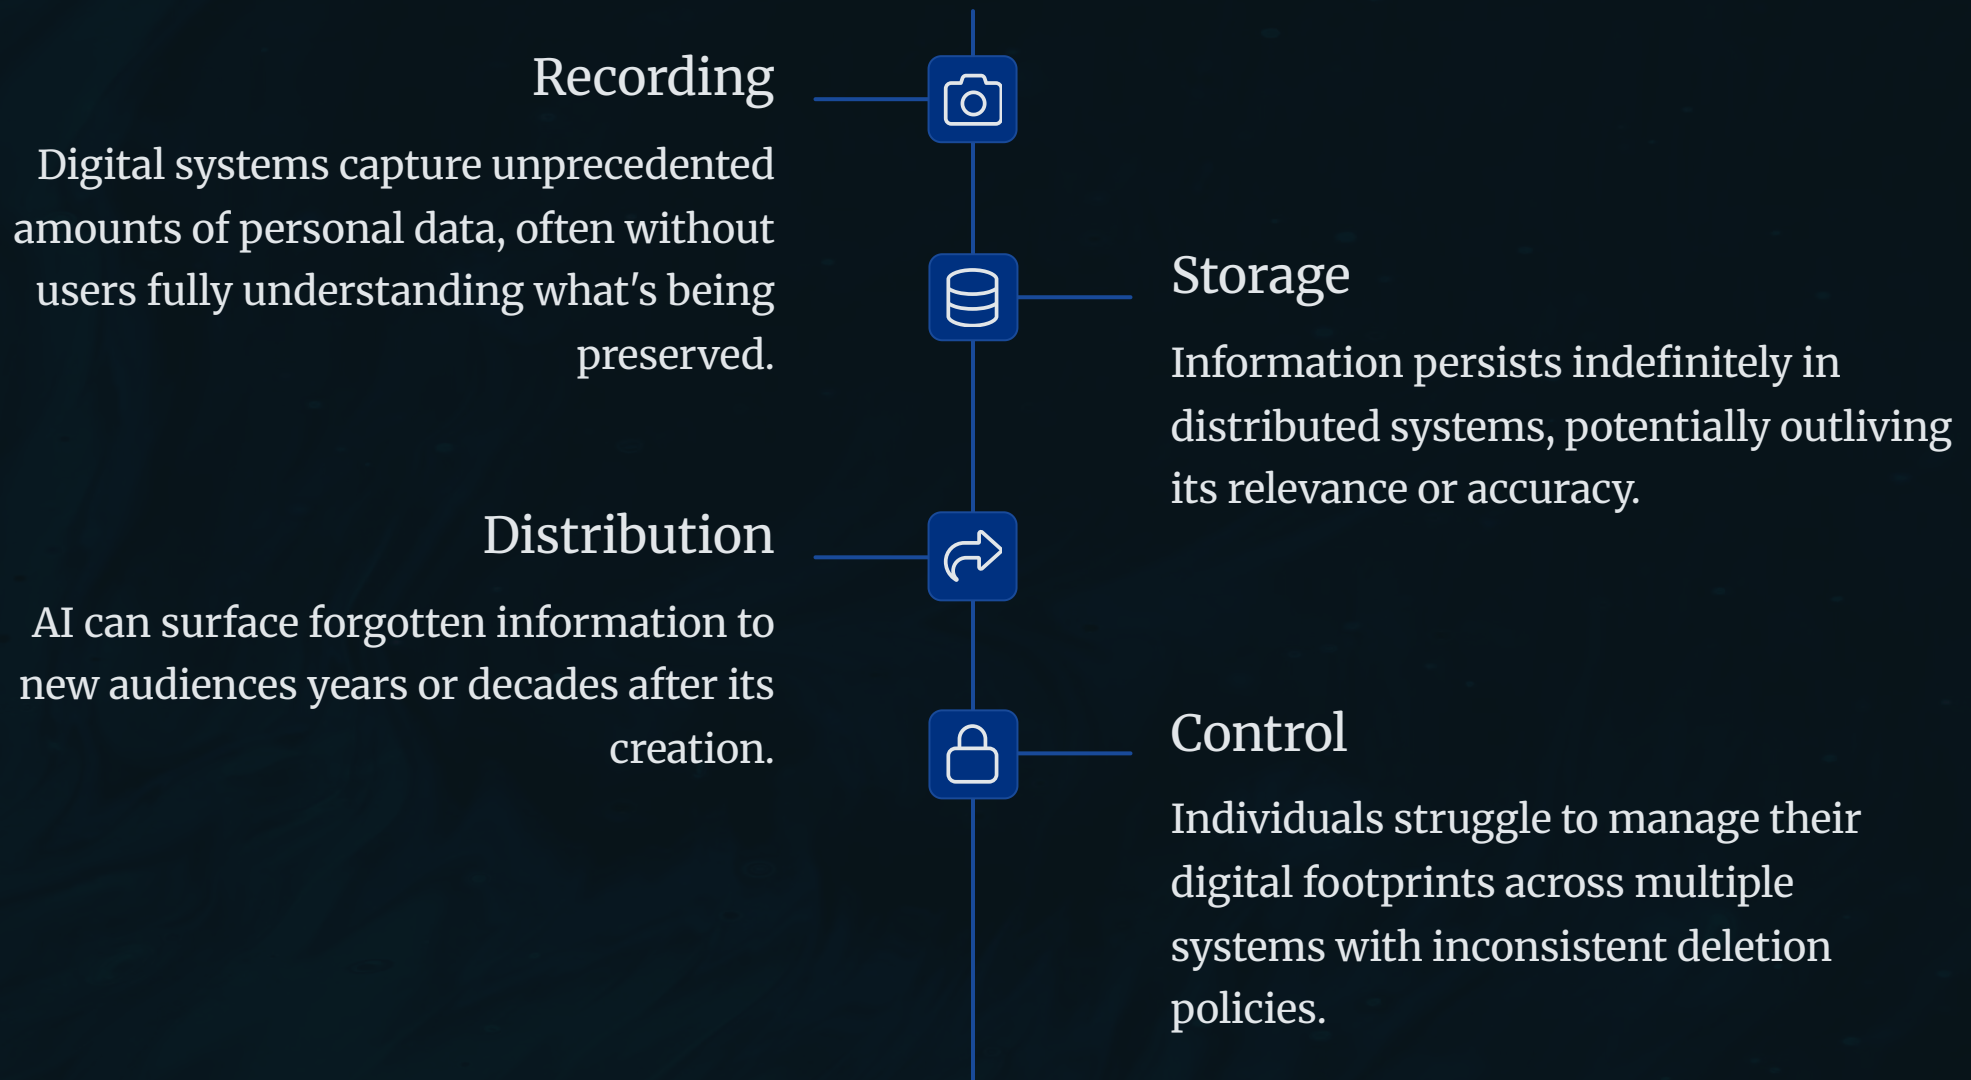 Recording
Digital systems capture unprecedented
amounts of personal data, often without
users fully understanding what's being
preserved.
Storage
Information persists indefinitely in
distributed systems, potentially outliving
its relevance or accuracy.
Distribution
AI can surface forgotten information to
new audiences years or decades after its
creation.
Control
Individuals struggle to manage their
digital footprints across multiple
systems with inconsistent deletion
policies.